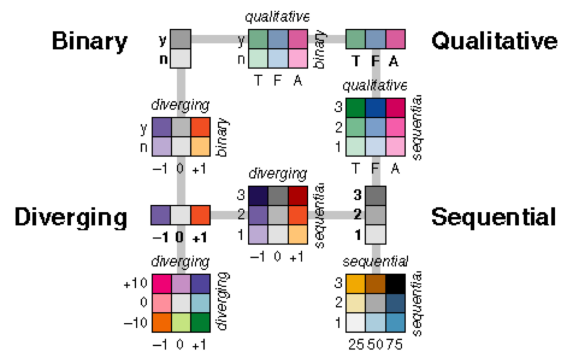 qualitative
Binary
y
n
y
n
binary
T F A
T F A
Qualitative
diverging
y
n
binary
-1 0 +1
qualitative
3
2
1
sequential
T F A
diverging
3
2
1
sequential
-1 0 +1
Diverging
-1 0 +1
3
2
1
Sequential
diverging
+10
0
-10
diverging
-1 0 +1
sequential
3
2
1
sequential
25 50 75